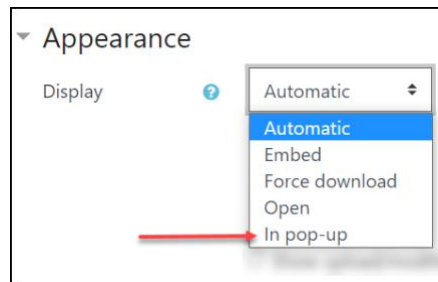 Appearance
Display ? Automatic
Automatic
Embed
Force download
Open
In pop-up